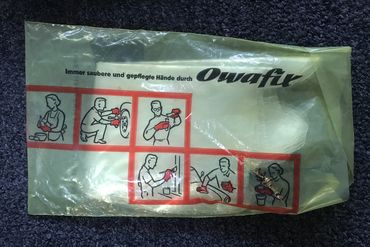 Immer saubere und gepflegte Hände durch Owafix